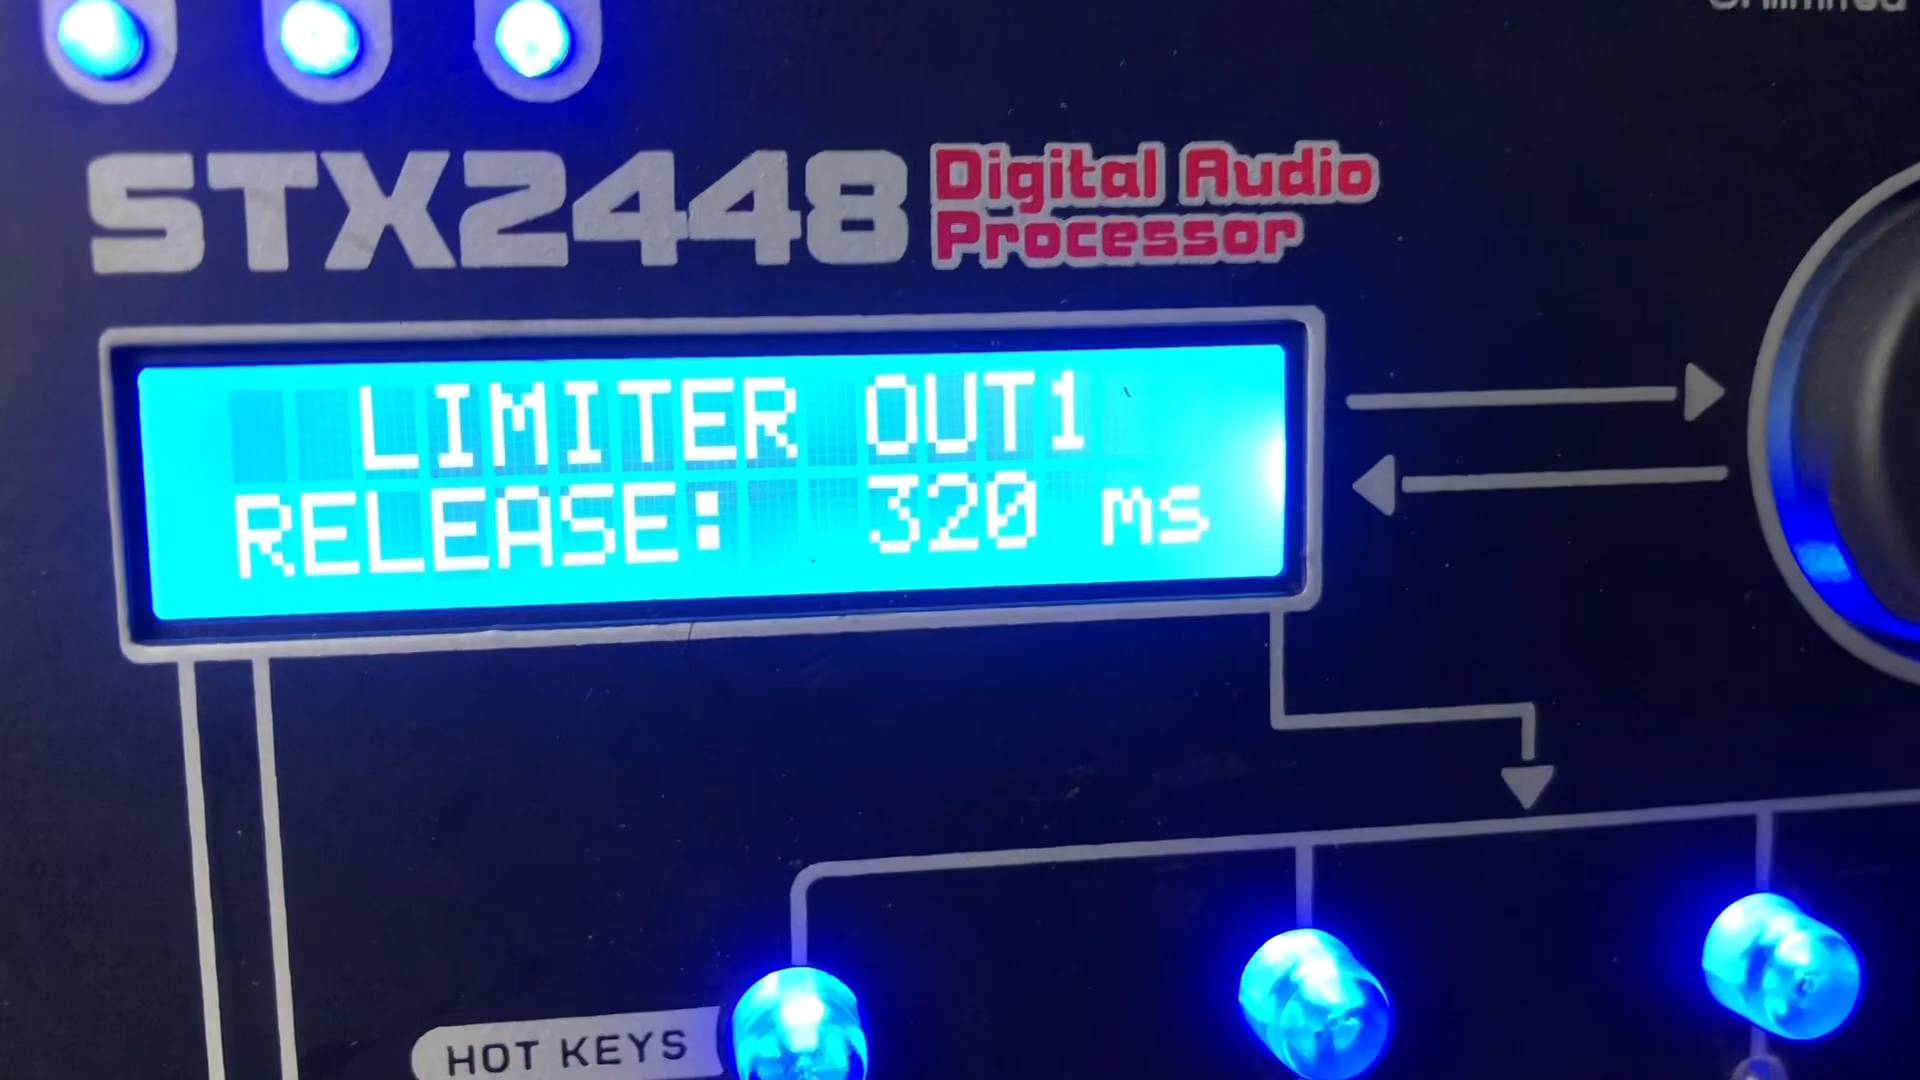 STX2448 Digital Audio
Processor
LIMITER OUT1
RELEASE: 320 ms
HOT KEYS